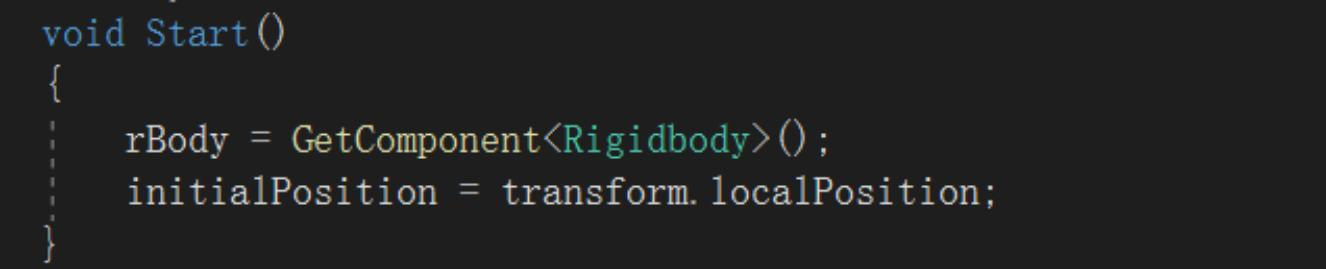 void Start()
{
rBody = GetComponent<Rigidbody>();
initialPosition = transform.localPosition;
}